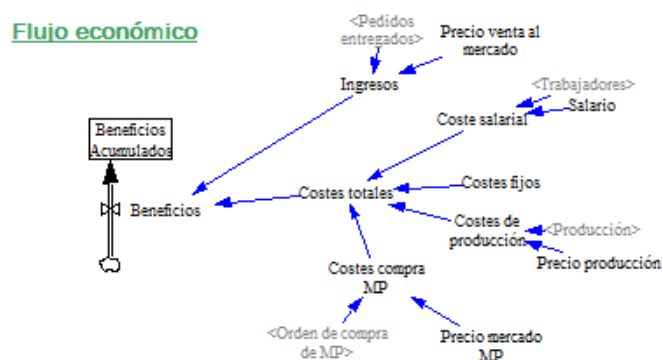 Flujo económico
<Pedidos
entregados>
Precio venta al
mercado
Ingresos
<Trabajadores>
Salario
Coste salarial
Beneficios
Acumulados
Beneficios
Costes totales
Costes fijos
Costes de
producción
<Producción>
Precio producción
Costes compra
MP
<Orden de compra
de MP>
Precio mercado
MP